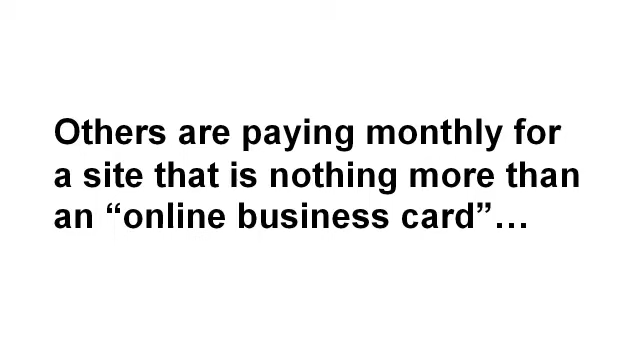 Others are paying monthly for
a site that is nothing more than
an “online business card”…